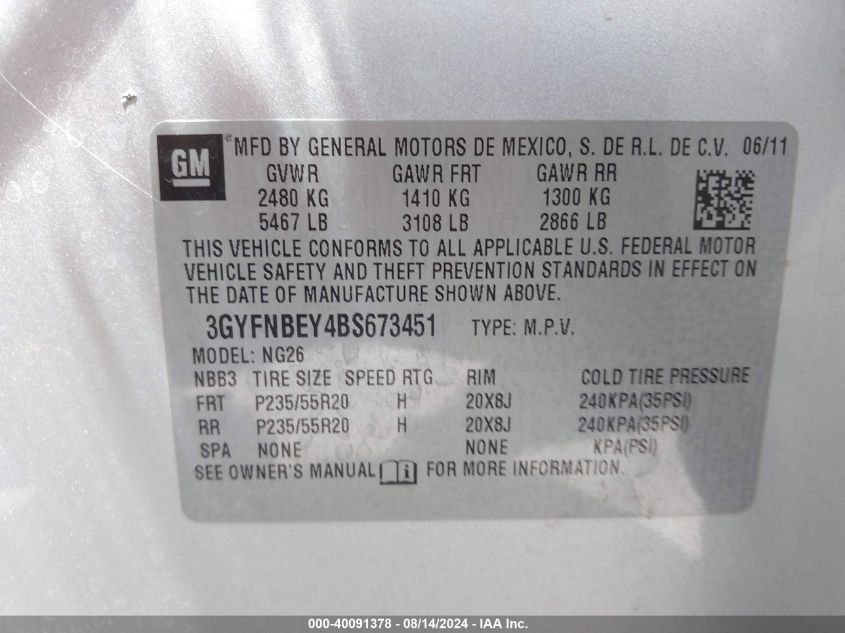 GM ® MFD BY GENERAL MOTORS DE MEXICO, S. DE R.L. DE C.V. 06/11
GVWR GAWR FRT GAWR RR
2480 KG 1410 KG 1300 KG
5467 LB 3108 LB 2866 LB
THIS VEHICLE CONFORMS TO ALL APPLICABLE U.S. FEDERAL MOTOR
VEHICLE SAFETY AND THEFT PREVENTION STANDARDS IN EFFECT ON
THE DATE OF MANUFACTURE SHOWN ABOVE.
3GYFNBEY4BS673451 TYPE: M.P.V.
MODEL: NG26
NBB3 TIRE SIZE SPEED RTG RIM COLD TIRE PRESSURE
FRT P235/55R20 H 20X8J 240KPA(35PSI)
RR P235/55R20 H 20X8J 240KPA(35PSI)
SPA NONE NONE KPA(PSI)
SEE OWNER'S MANUAL i FOR MORE INFORMATION.
000-40091378 - 08/14/2024 - IAA Inc.